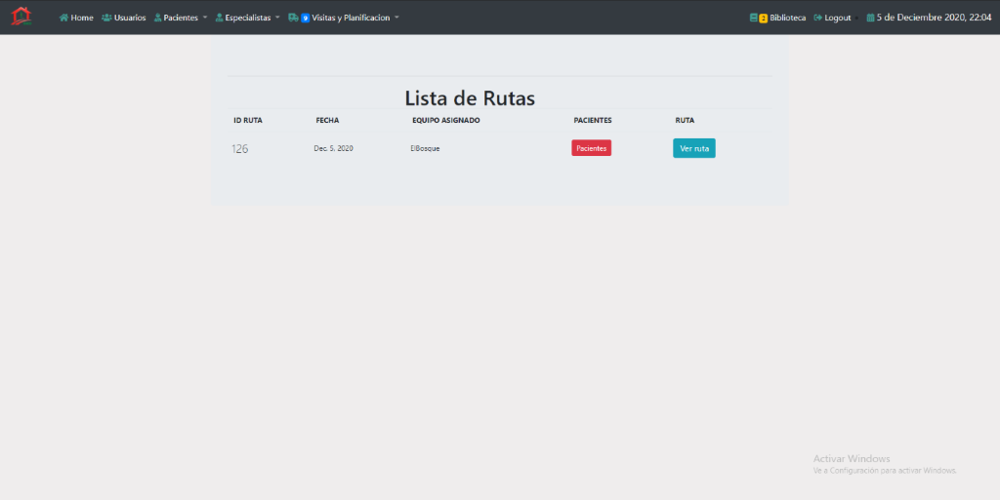 Home Usuarios Pacientes Especialistas 9 Visitas y Planificacion 2 Biblioteca Logout 5 de Deciembre 2020, 22:04
Lista de Rutas
ID RUTA FECHA EQUIPO ASIGNADO PACIENTES RUTA
126 Dec. 5, 2020 ElBosque Pacientes Ver ruta
Activar Windows
Ve a Configuración para activar Windows.